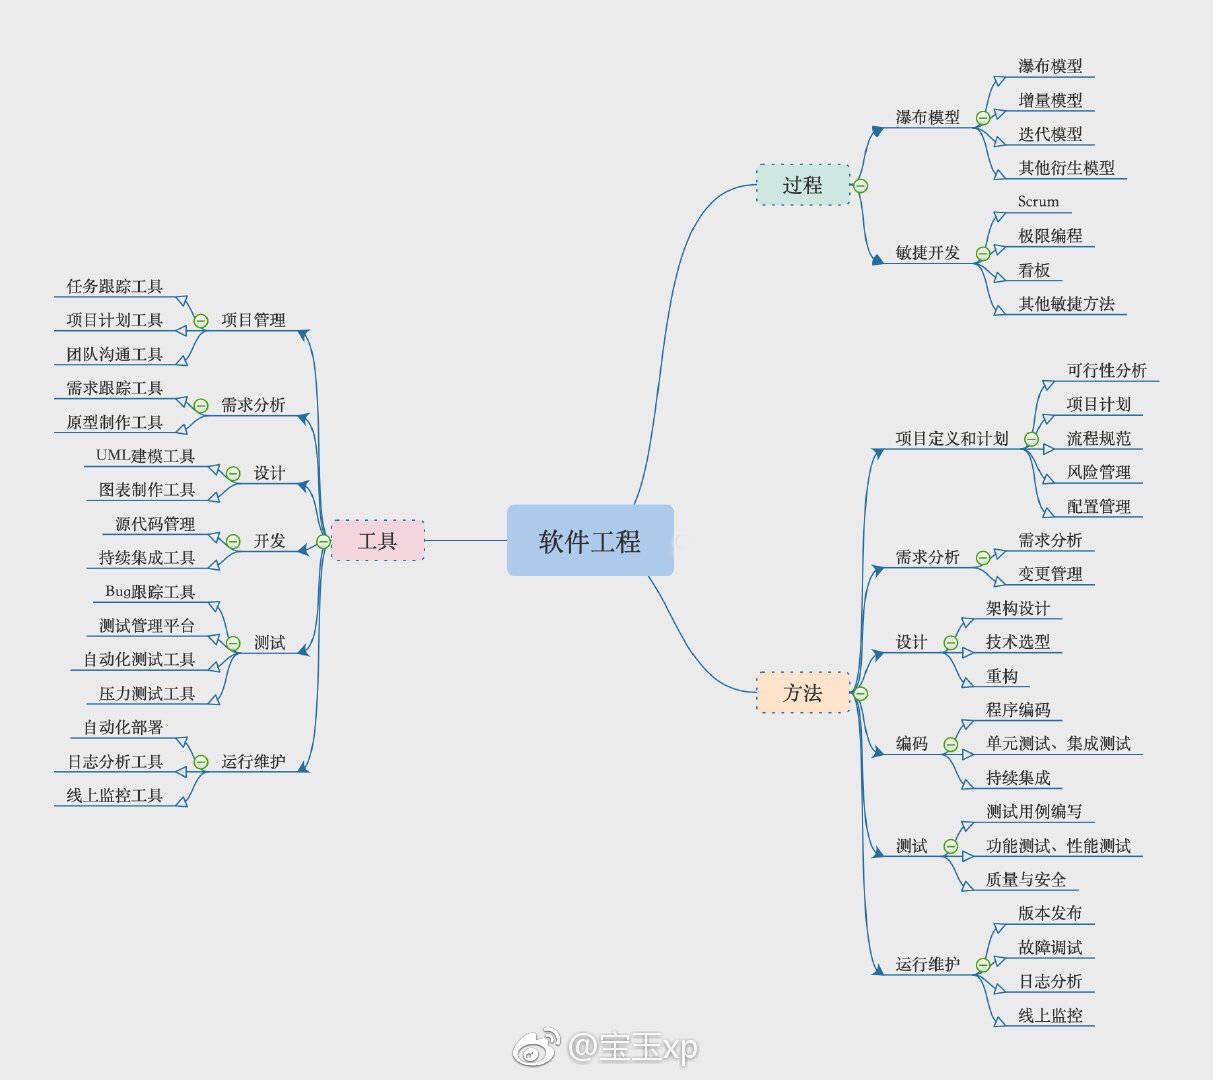 软件工程
过程
瀑布模型
瀑布模型
增量模型
迭代模型
其他衍生模型
敏捷开发
Scrum
极限编程
看板
其他敏捷方法
方法
项目定义和计划
可行性分析
项目计划
流程规范
风险管理
配置管理
需求分析
需求分析
变更管理
设计
架构设计
技术选型
重构
编码
程序编码
单元测试、集成测试
持续集成
测试
测试用例编写
功能测试、性能测试
质量与安全
运行维护
版本发布
故障调试
日志分析
线上监控
工具
项目管理
任务跟踪工具
项目计划工具
团队沟通工具
需求分析
需求跟踪工具
原型制作工具
设计
UML建模工具
图表制作工具
开发
源代码管理
持续集成工具
测试
Bug跟踪工具
测试管理平台
自动化测试工具
压力测试工具
运行维护
自动化部署
日志分析工具
线上监控工具
@宝玉xp